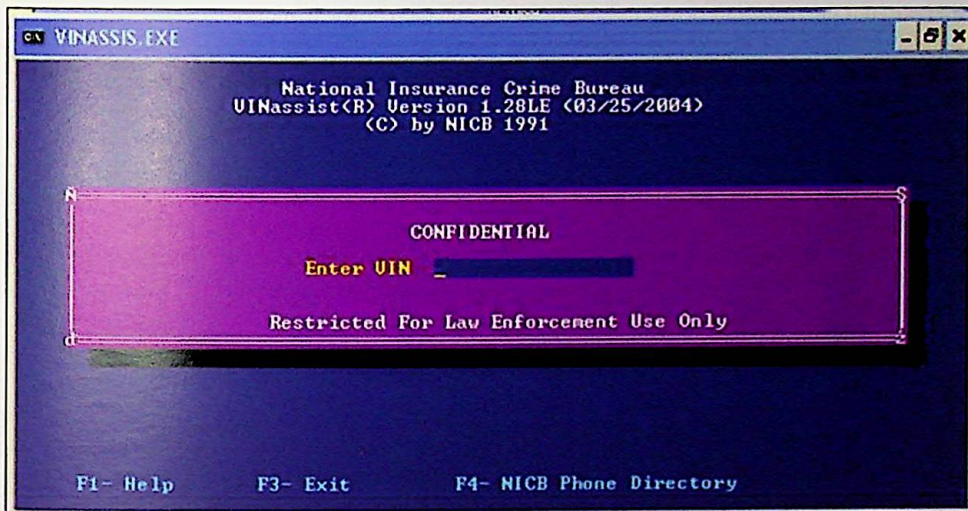 VINASSIS.EXE
National Insurance Crime Bureau
VINassist(R) Version 1.28LE (03/25/2004)
(C) by NICB 1991
CONFIDENTIAL
Enter VIN _
Restricted For Law Enforcement Use Only
F1- Help F3- Exit F4- NICB Phone Directory